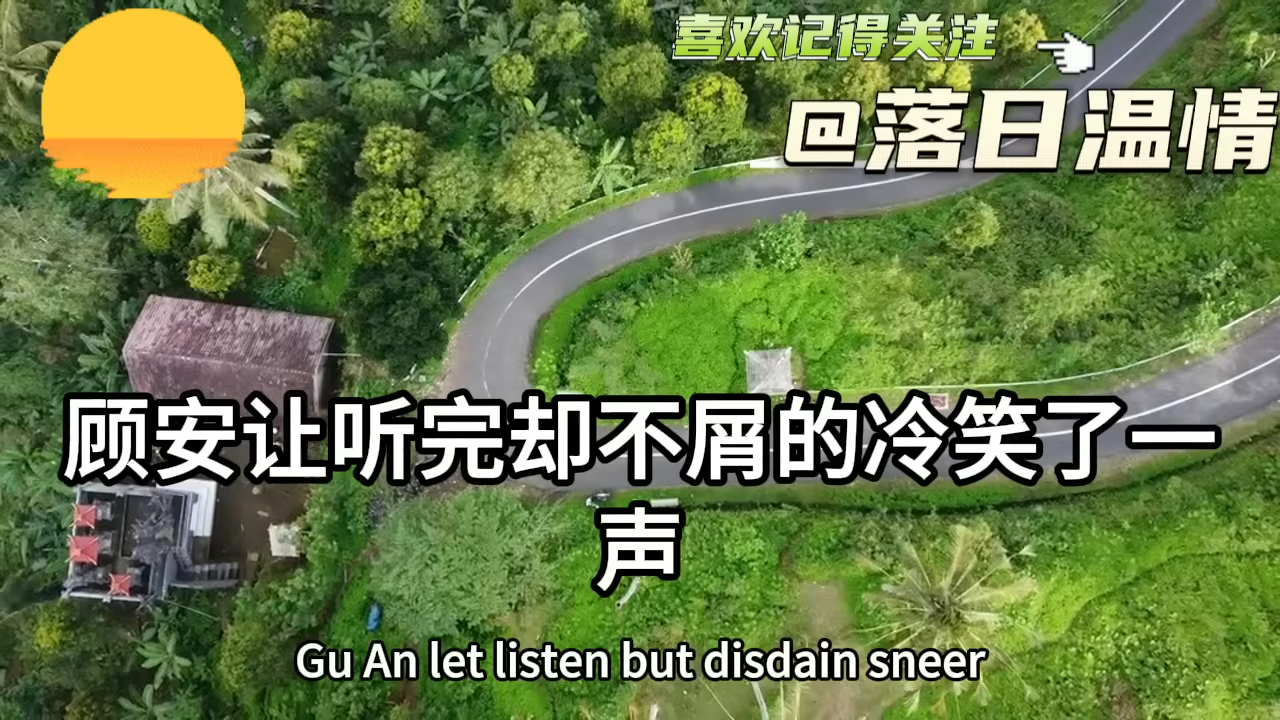 喜欢记得关注
@落日温情
顾安让听完却不屑的冷笑了一
声
Gu An let listen but disdain sneer